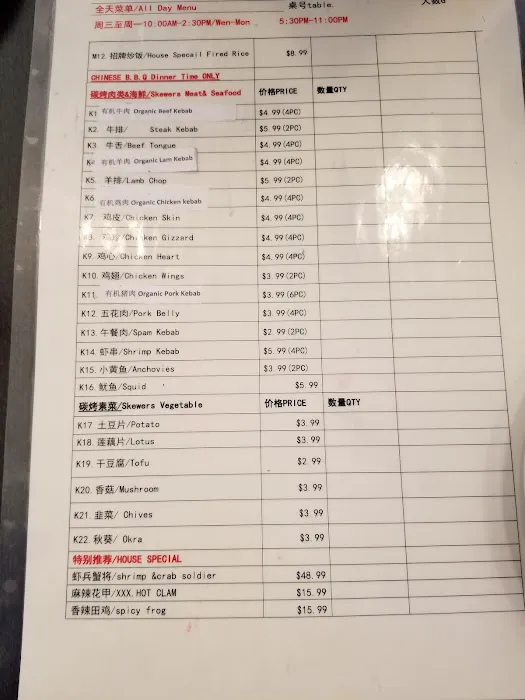 全天菜单/All Day Menu 桌号table.
周三至周一-10:00AM-2:30PM/Wen-Mon 5:30PM-11:00PM
M12. 招牌炒饭/House Specail Fired Rice $8.99
CHINESE B.B.Q Dinner Time ONLY
碳烤肉类&海鲜/Skewers Meat& Seafood 价格PRICE 数量QTY
K1 有机牛肉 Organic Beef Kebab $4.99(4PC)
K2. 牛排/ Steak Kebab $5.99(2PC)
K3 牛舌/Beef Tongue $4.99(4PC)
K4 有机羊肉 Organic Lam Kebab $4.99(4PC)
K5. 羊排/Lamb Chop $5.99(2PC)
K6. 有机鸡肉 Organic Chicken kebab $4.99(4PC)
K7. 鸡皮/Chicken Skin $4.99(4PC)
K8. 鸡胗/Chicken Gizzard $4.99(4PC)
K9. 鸡心/Chicken Heart $4.99(4PC)
K10. 鸡翅/Chicken Wings $3.99(2PC)
K11. 有机猪肉 Organic Pork Kebab $3.99(6PC)
K12. 五花肉/Pork Belly $3.99(4PC)
K13. 午餐肉/Spam Kebab $2.99(2PC)
K14. 虾串/Shrimp Kebab $5.99(4PC)
K15. 小黄鱼/Anchovies $3.99(2PC)
K16. 鱿鱼/Squid $5.99
碳烤素菜/Skewers Vegetable 价格PRICE 数量QTY
K17. 土豆片/Potato $3.99
K18. 莲藕片/Lotus $3.99
K19. 干豆腐/Tofu $2.99
K20. 香菇/Mushroom $3.99
K21. 韭菜/ Chives $3.99
K22. 秋葵/ Okra $3.99
特别推荐/HOUSE SPECIAL
虾兵蟹将/shrimp &crab soldier $48.99
麻辣花甲/XXX.HOT CLAM $15.99
香辣田鸡/spicy frog $15.99